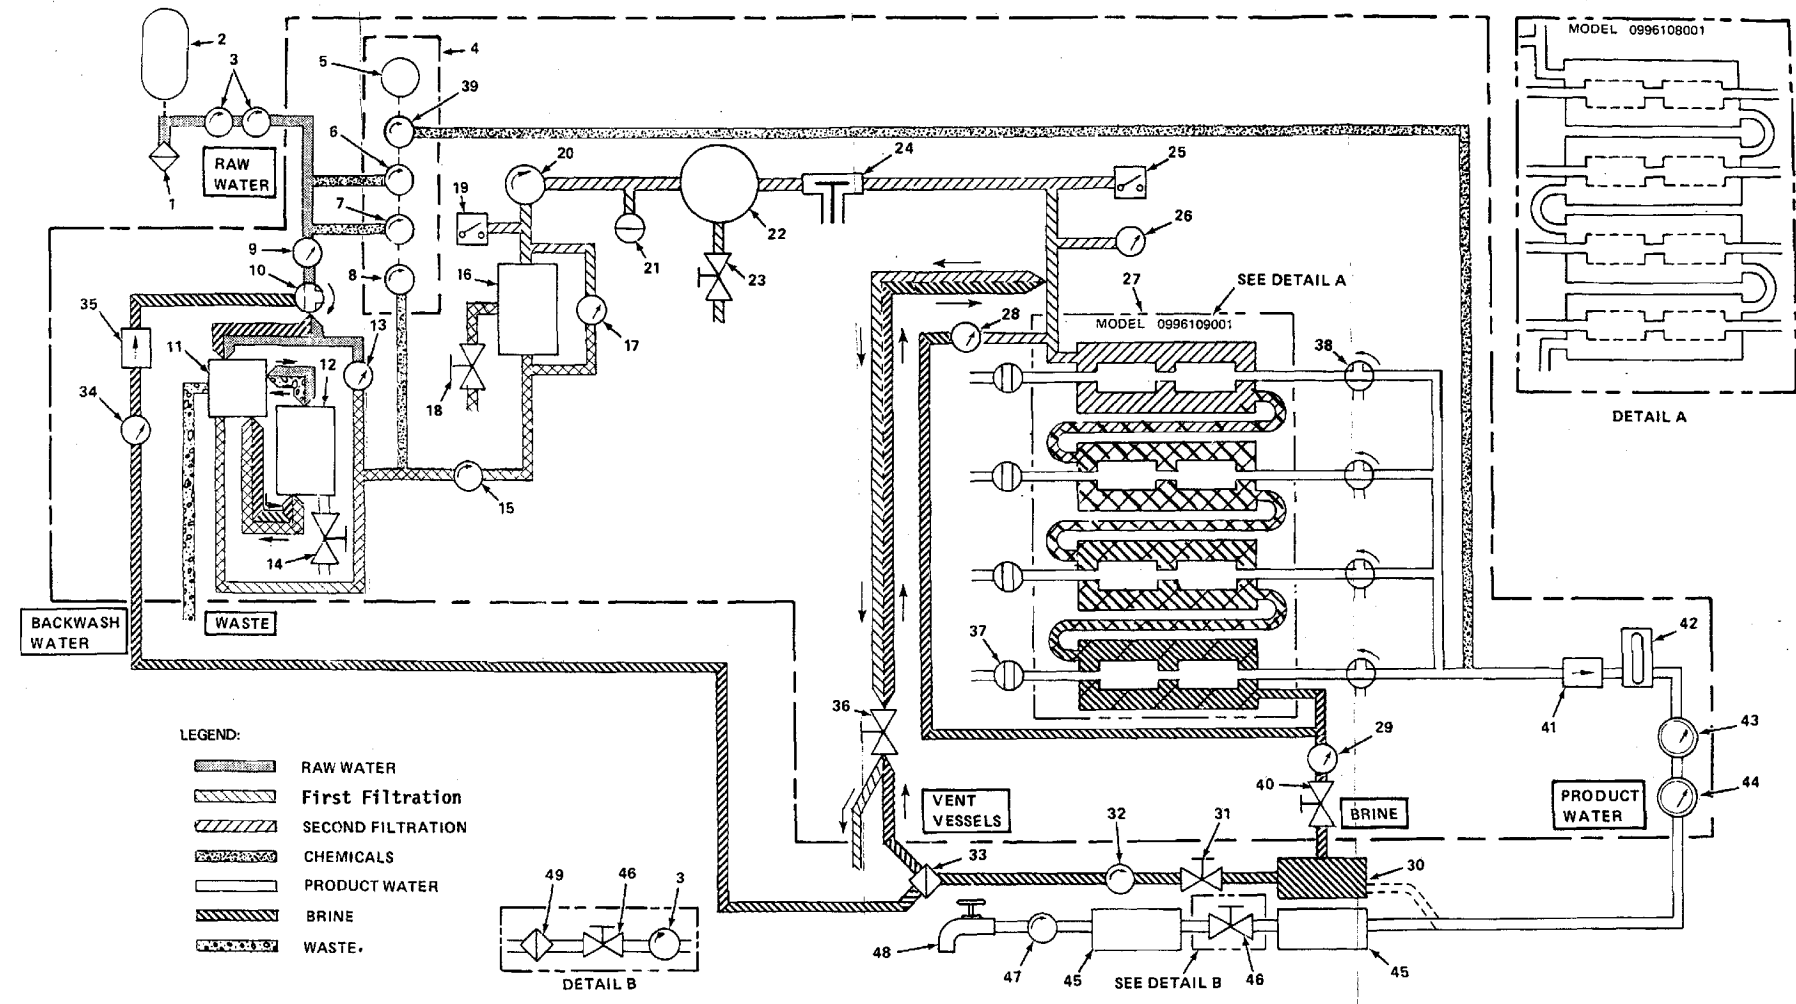 MODEL 0996108001
2
4
3
5
39
6
RAW
WATER
20
24
25
1
19
7
9
22
26
21
10
8
16
23
27
SEE DETAIL A
35
13
28
MODEL 0996109001
17
38
11
12
18
34
DETAIL A
15
14
BACKWASH
WATER
WASTE
37
42
36
41
43
29
LEGEND:
40
44
RAW WATER
First Filtration
SECOND FILTRATION
CHEMICALS
PRODUCT WATER
BRINE
WASTE.
VENT
VESSELS
BRINE
PRODUCT
WATER
32
31
33
30
49
46
3
DETAIL B
48
47
45
SEE DETAIL B
46
45